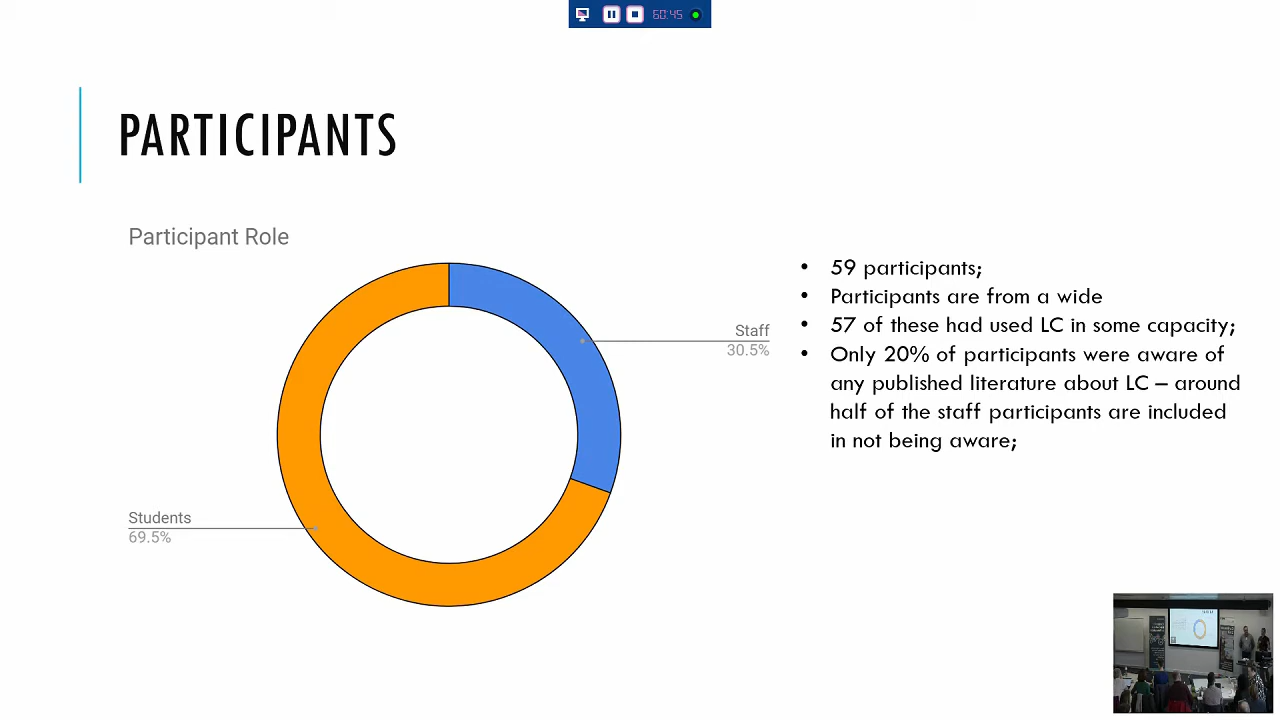 60:45
PARTICIPANTS
Participant Role
Staff
30.5%
Students
69.5%
• 59 participants;
• Participants are from a wide
• 57 of these had used LC in some capacity;
• Only 20% of participants were aware of
any published literature about LC – around
half of the staff participants are included
in not being aware;